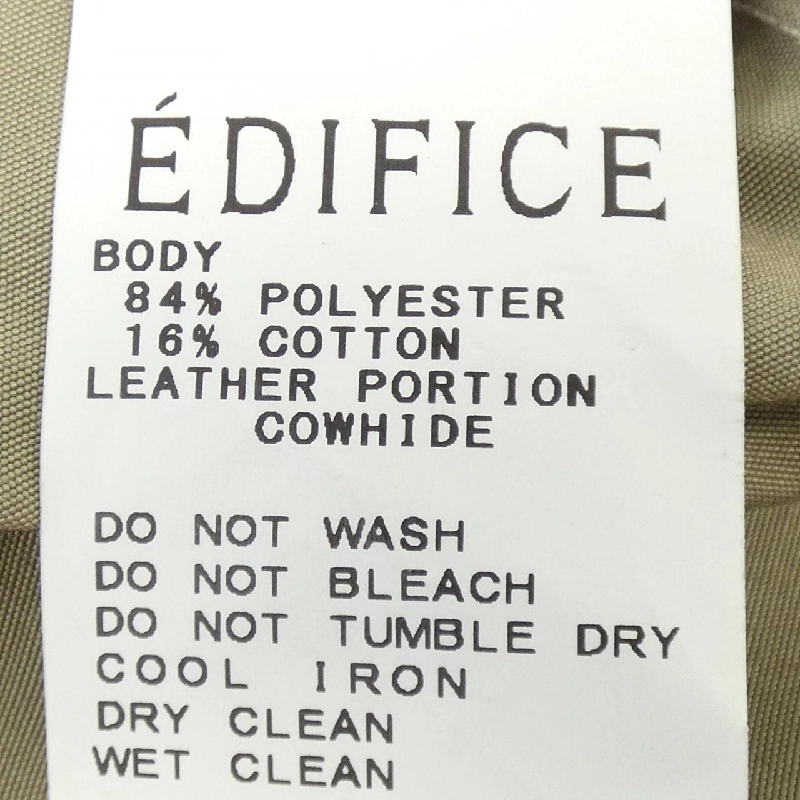 ÉDIFICE
BODY
84% POLYESTER
16% COTTON
LEATHER PORTION
COWHIDE
DO NOT WASH
DO NOT BLEACH
DO NOT TUMBLE DRY
COOL IRON
DRY CLEAN
WET CLEAN